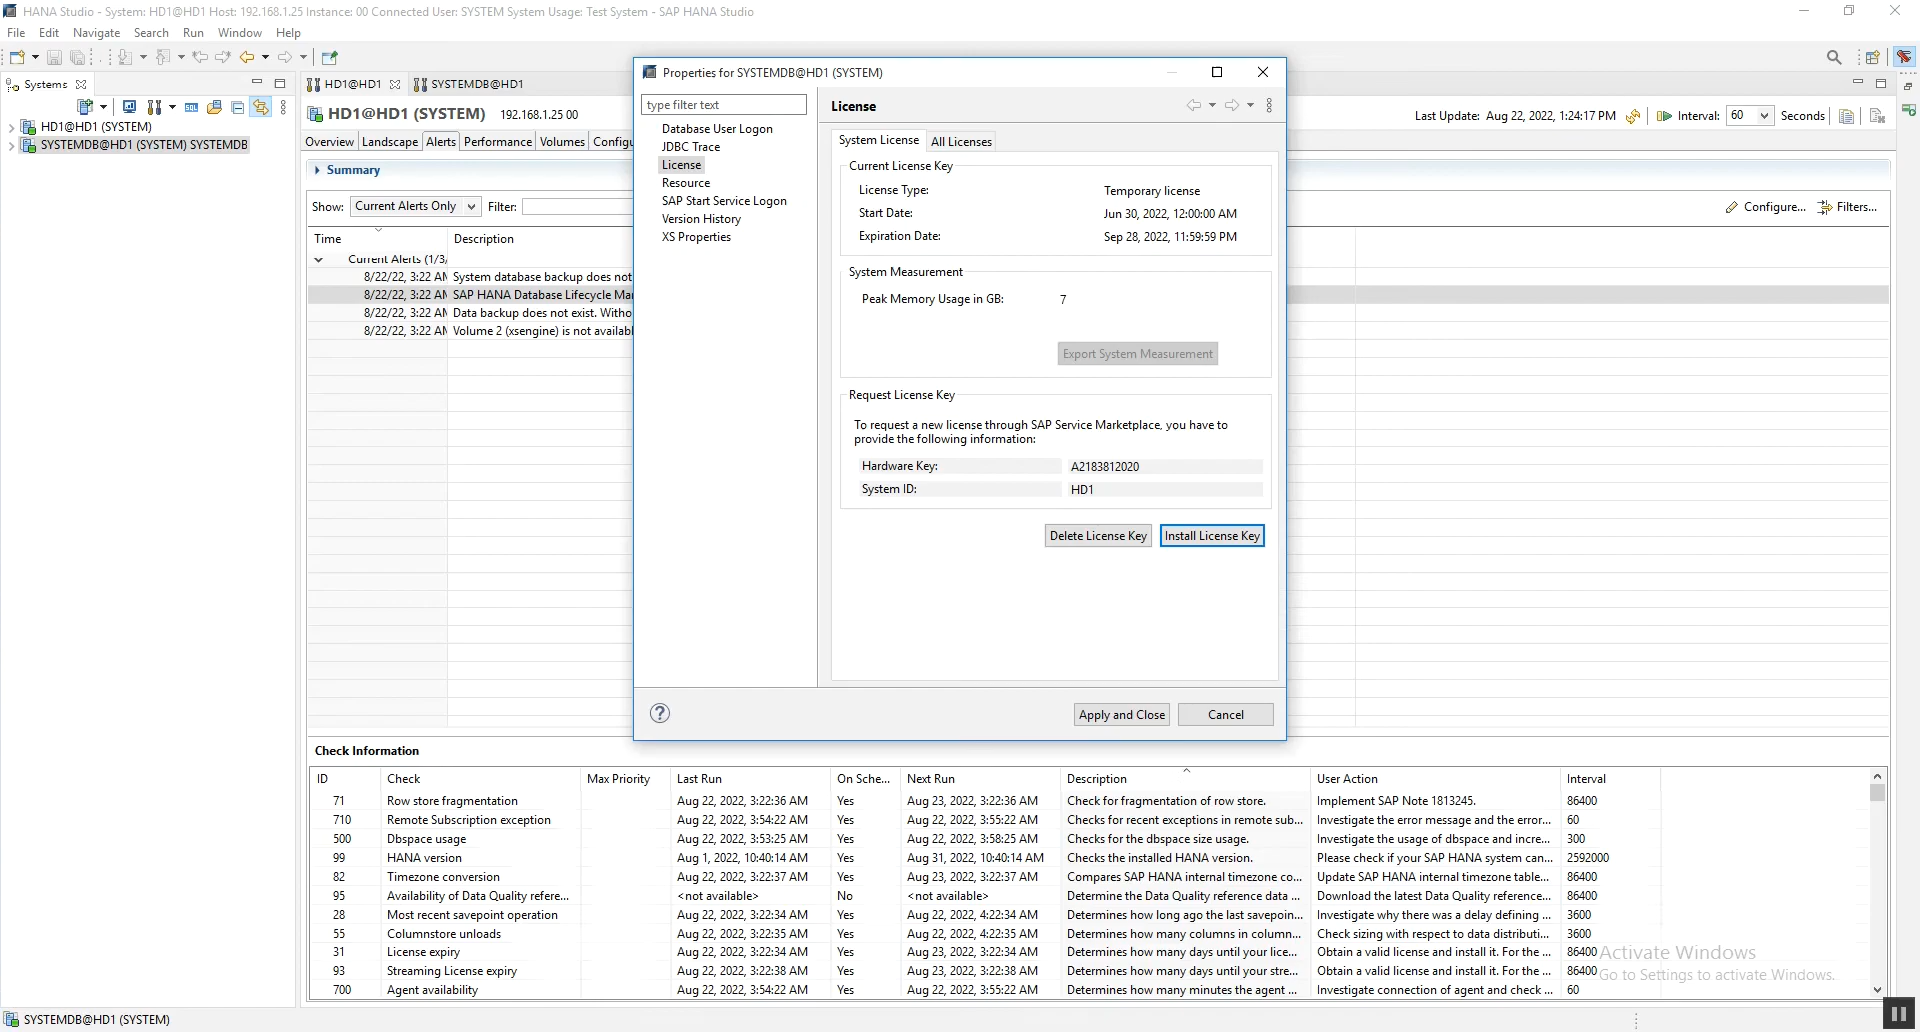 HANA Studio - System: HD1@HD1 Host: 192.168.1.25 Instance: 00 Connected User: SYSTEM System Usage: Test System - SAP HANA Studio
File Edit Navigate Search Run Window Help
Systems
HD1@HD1 (SYSTEM)
SYSTEMDB@HD1 (SYSTEM) SYSTEMDB
HD1@HD1 SYSTEMDB@HD1
HD1@HD1 (SYSTEM) 192.168.1.25 00
Last Update: Aug 22, 2022, 1:24:17 PM Interval: 60 Seconds
Overview Landscape Alerts Performance Volumes Configu
Summary
Show: Current Alerts Only Filter:
Configure... Filters...
Time Description
Current Alerts (1/3/
8/22/22, 3:22 AM System database backup does not
8/22/22, 3:22 AM SAP HANA Database Lifecycle Mar
8/22/22, 3:22 AM Data backup does not exist. Witho
8/22/22, 3:22 AM Volume 2 (xsengine) is not availabl
Properties for SYSTEMDB@HD1 (SYSTEM)
type filter text
Database User Logon
JDBC Trace
License
Resource
SAP Start Service Logon
Version History
XS Properties
License
System License All Licenses
Current License Key
License Type: Temporary license
Start Date: Jun 30, 2022, 12:00:00 AM
Expiration Date: Sep 28, 2022, 11:59:59 PM
System Measurement
Peak Memory Usage in GB: 7
Export System Measurement
Request License Key
To request a new license through SAP Service Marketplace, you have to
provide the following information:
Hardware Key: A2183812020
System ID: HD1
Delete License Key Install License Key
? Apply and Close Cancel
Check Information
ID Check Max Priority Last Run On Sche... Next Run Description User Action Interval
71 Row store fragmentation Aug 22, 2022, 3:22:36 AM Yes Aug 23, 2022, 3:22:36 AM Check for fragmentation of row store. Implement SAP Note 1813245. 86400
710 Remote Subscription exception Aug 22, 2022, 3:54:22 AM Yes Aug 22, 2022, 3:55:22 AM Checks for recent exceptions in remote sub... Investigate the error message and the error... 60
500 Dbspace usage Aug 22, 2022, 3:53:25 AM Yes Aug 22, 2022, 3:58:25 AM Checks for the dbspace size usage. Investigate the usage of dbspace and incre... 300
99 HANA version Aug 1, 2022, 10:40:14 AM Yes Aug 31, 2022, 10:40:14 AM Checks the installed HANA version. Please check if your SAP HANA system can... 2592000
82 Timezone conversion Aug 22, 2022, 3:22:37 AM Yes Aug 23, 2022, 3:22:37 AM Compares SAP HANA internal timezone co... Update SAP HANA internal timezone table... 86400
95 Availability of Data Quality refere... <not available> No <not available> Determine the Data Quality reference data ... Download the latest Data Quality reference... 86400
28 Most recent savepoint operation Aug 22, 2022, 3:22:34 AM Yes Aug 22, 2022, 4:22:34 AM Determines how long ago the last savepoin... Investigate why there was a delay defining ... 3600
55 Columnstore unloads Aug 22, 2022, 3:22:35 AM Yes Aug 22, 2022, 4:22:35 AM Determines how many columns in column... Check sizing with respect to data distributi... 3600
31 License expiry Aug 22, 2022, 3:22:34 AM Yes Aug 23, 2022, 3:22:34 AM Determines how many days until your lice... Obtain a valid license and install it. For the ... 86400
93 Streaming License expiry Aug 22, 2022, 3:22:38 AM Yes Aug 23, 2022, 3:22:38 AM Determines how many days until your stre... Obtain a valid license and install it. For the ... 86400
700 Agent availability Aug 22, 2022, 3:54:22 AM Yes Aug 22, 2022, 3:55:22 AM Determines how many minutes the agent ... Investigate connection of agent and check ... 60
Activate Windows
Go to Settings to activate Windows.
SYSTEMDB@HD1 (SYSTEM)